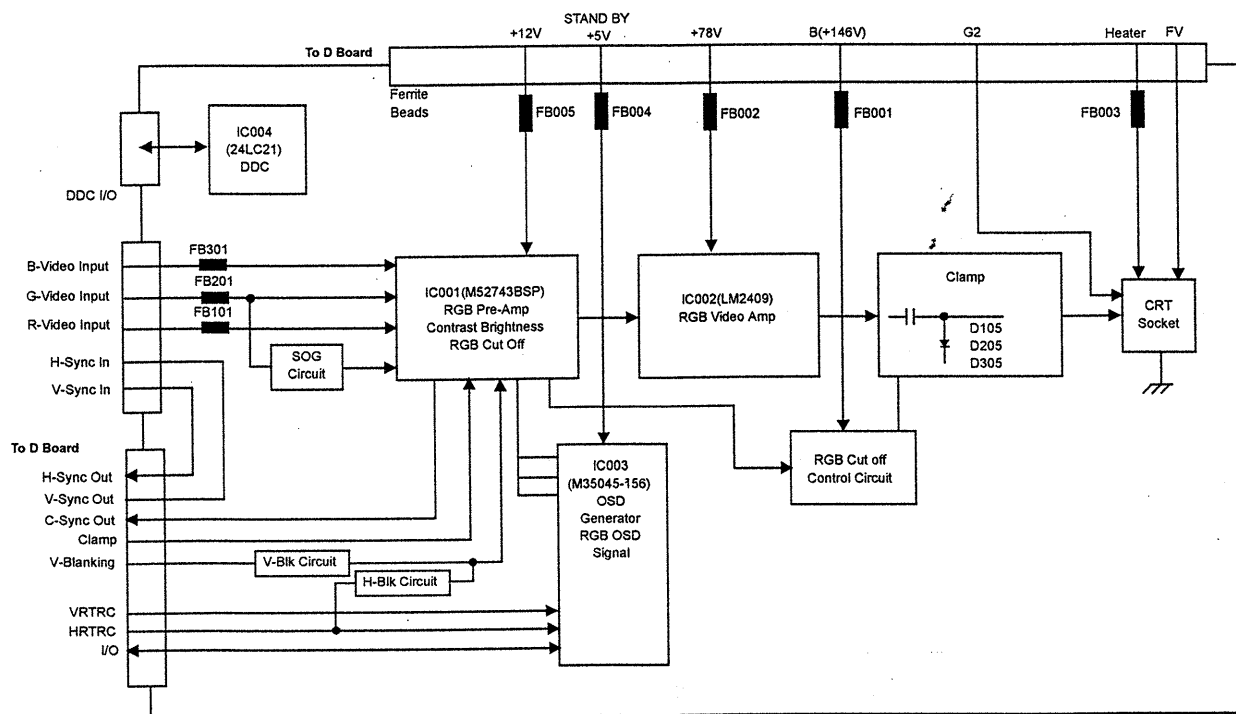 STAND BY
+12V
+5V
+78V
B(+146V)
G2
Heater
FV
To D Board
Ferrite
Beads
FB005
FB004
FB002
FB001
FB003
IC004
(24LC21)
DDC
DDC I/O
FB301
B-Video Input
FB201
G-Video Input
FB101
R-Video Input
H-Sync In
V-Sync In
SOG
Circuit
IC001(M52743BSP)
RGB Pre-Amp
Contrast Brightness
RGB Cut Off
IC002(LM2409)
RGB Video Amp
Clamp
D105
D205
D305
CRT
Socket
To D Board
H-Sync Out
V-Sync Out
C-Sync Out
Clamp
V-Blanking
V-Blk Circuit
H-Blk Circuit
VRTRC
HRTRC
I/O
IC003
(M35045-156)
OSD
Generator
RGB OSD
Signal
RGB Cut off
Control Circuit